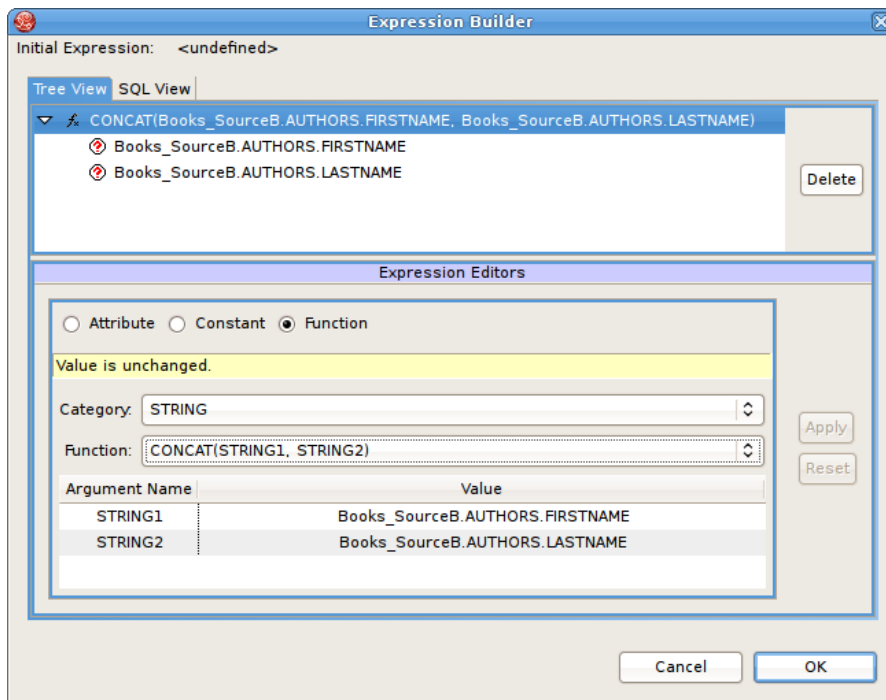 Expression Builder
Initial Expression: <undefined>
Tree View SQL View
fx CONCAT(Books_SourceB.AUTHORS.FIRSTNAME, Books_SourceB.AUTHORS.LASTNAME)
? Books_SourceB.AUTHORS.FIRSTNAME
? Books_SourceB.AUTHORS.LASTNAME
Delete
Expression Editors
Attribute Constant Function
Value is unchanged.
Category: STRING
Function: CONCAT(STRING1, STRING2)
Apply
Reset
Argument Name Value
STRING1 Books_SourceB.AUTHORS.FIRSTNAME
STRING2 Books_SourceB.AUTHORS.LASTNAME
Cancel OK